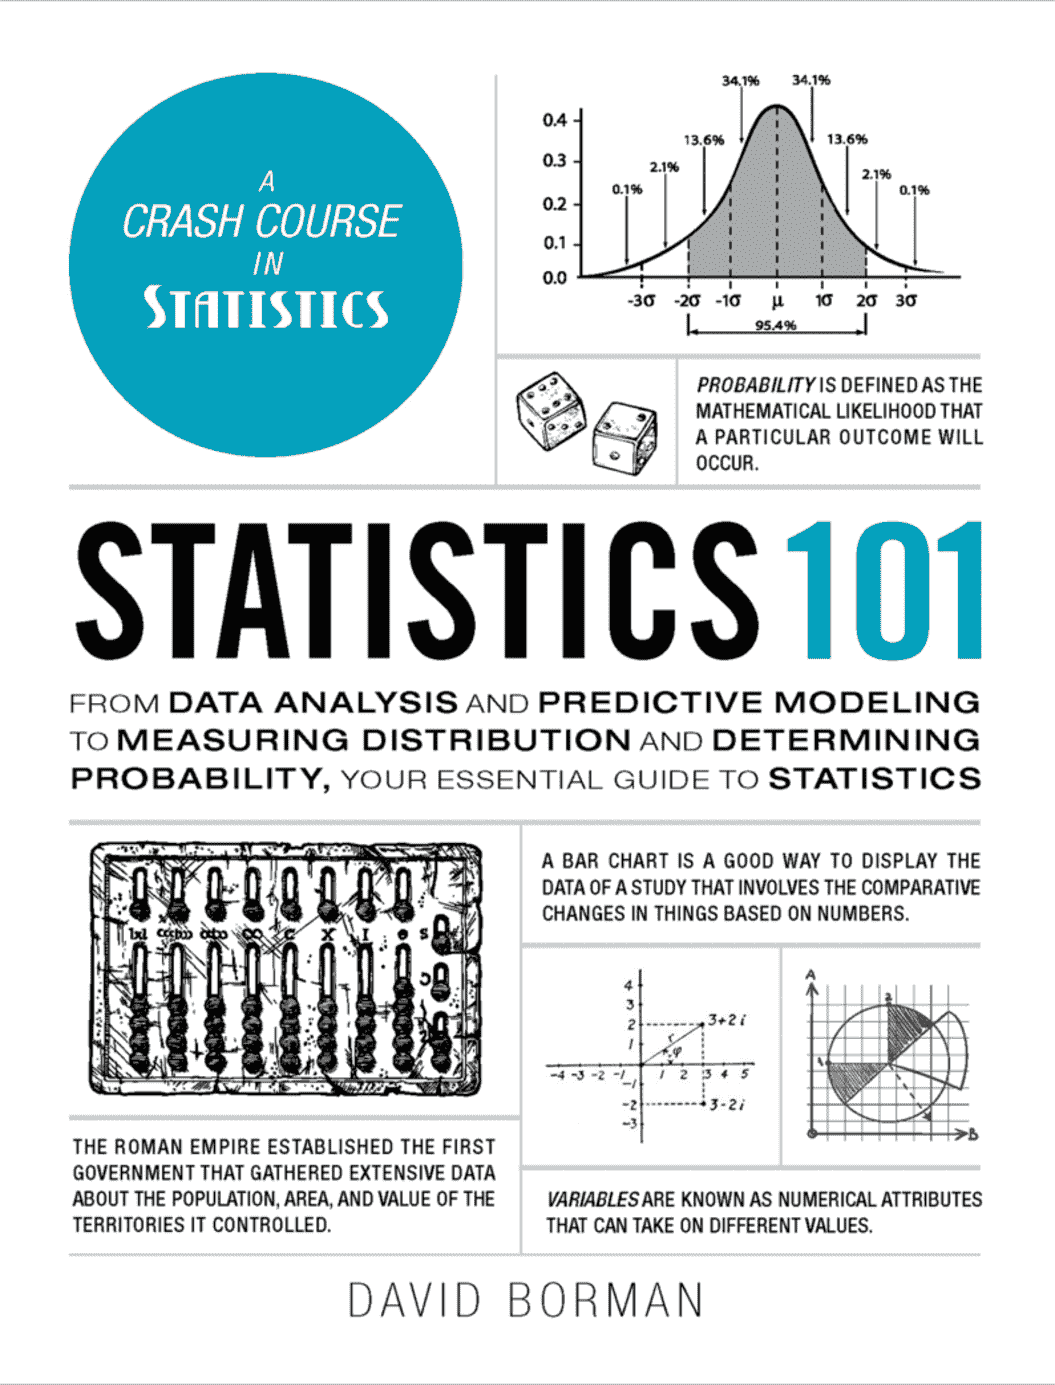 A
CRASH COURSE
IN
STATISTICS
34.1% 34.1%
13.6% 13.6%
2.1% 2.1%
0.1% 0.1%
0.4
0.3
0.2
0.1
0.0
-3σ -2σ -1σ μ 1σ 2σ 3σ
95.4%
PROBABILITY IS DEFINED AS THE
MATHEMATICAL LIKELIHOOD THAT
A PARTICULAR OUTCOME WILL
OCCUR.
STATISTICS 101
FROM DATA ANALYSIS AND PREDICTIVE MODELING
TO MEASURING DISTRIBUTION AND DETERMINING
PROBABILITY, YOUR ESSENTIAL GUIDE TO STATISTICS
X I
A BAR CHART IS A GOOD WAY TO DISPLAY THE
DATA OF A STUDY THAT INVOLVES THE COMPARATIVE
CHANGES IN THINGS BASED ON NUMBERS.
4
3
2
1
3+2i
r
φ
-4 -3 -2 -1 1 2 3 4 5
-1
-2
-3
3-2i
A
2
1
B
THE ROMAN EMPIRE ESTABLISHED THE FIRST
GOVERNMENT THAT GATHERED EXTENSIVE DATA
ABOUT THE POPULATION, AREA, AND VALUE OF THE
TERRITORIES IT CONTROLLED.
VARIABLES ARE KNOWN AS NUMERICAL ATTRIBUTES
THAT CAN TAKE ON DIFFERENT VALUES.
DAVID BORMAN